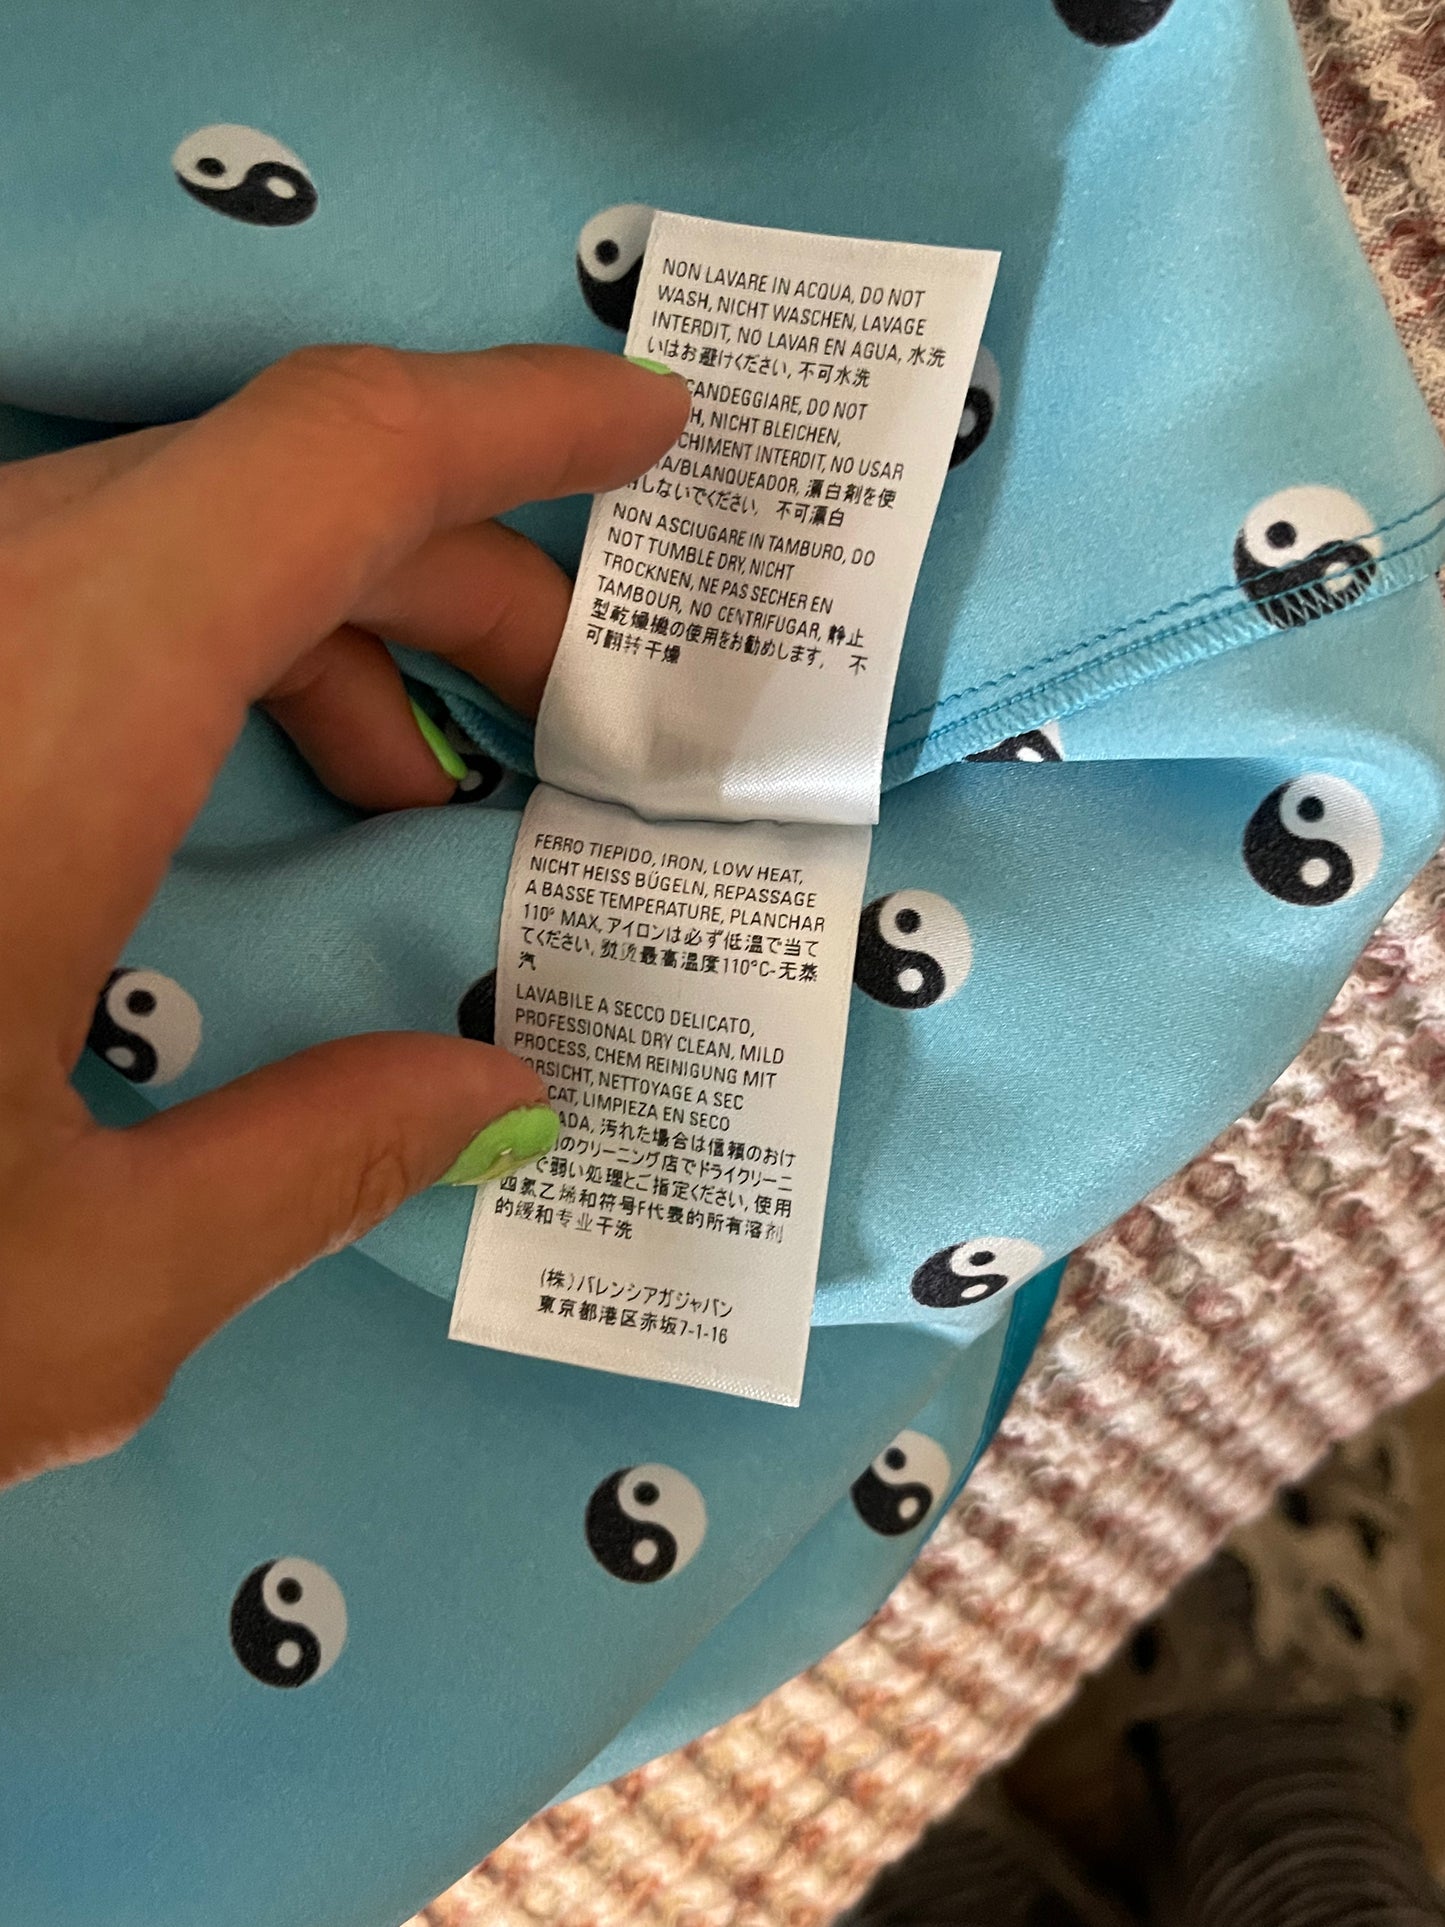 NON LAVARE IN ACQUA, DO NOT
WASH, NICHT WASCHEN, LAVAGE
INTERDIT, NO LAVAR EN AGUA, 水洗
いはお避けください, 不可水洗
CANDEGGIARE, DO NOT
NICHT BLEICHEN,
INTERDIT, NO USAR
/BLANQUEADOR, 漂白剤を使
用しないでください, 不可漂白
NON ASCIUGARE IN TAMBURO, DO
NOT TUMBLE DRY, NICHT
TROCKNEN, NE PAS SECHER EN
TAMBOUR, NO CENTRIFUGAR, 静止
型乾燥機の使用をお勧めします, 不
可翻转干燥
FERRO TIEPIDO, IRON, LOW HEAT,
NICHT HEISS BÜGELN, REPASSAGE
A BASSE TEMPERATURE, PLANCHAR
110° MAX, アイロンは必ず低温で当て
てください, 熨烫最高温度110°C-无蒸
汽
LAVABILE A SECCO DELICATO,
PROFESSIONAL DRY CLEAN, MILD
PROCESS, CHEM REINIGUNG MIT
ORSICHT, NETTOYAGE A SEC
CAT, LIMPIEZA EN SECO
ADA, 汚れた場合は信頼のおけ
のクリーニング店でドライクリーニ
で弱い処理とご指定ください, 使用
四氯乙烯和符号F代表的所有溶剂
的缓和专业干洗
(株)バレンシアガジャパン
東京都港区赤坂7-1-16